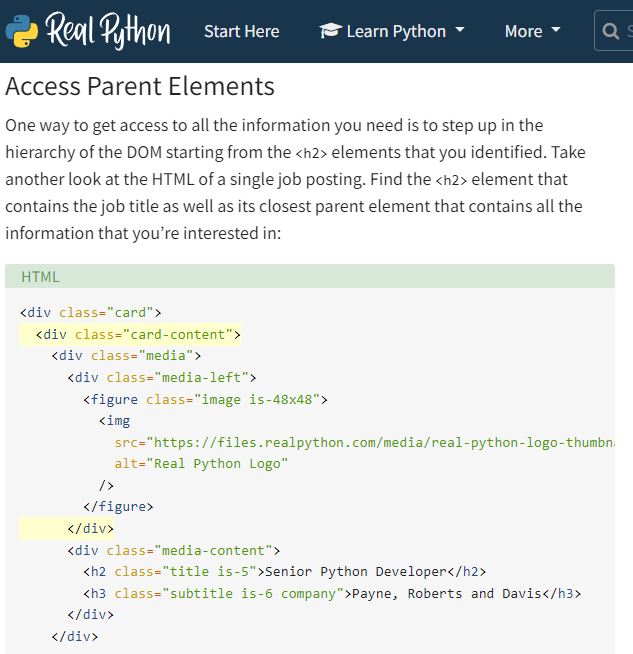 Real Python Start Here Learn Python More S
Access Parent Elements
One way to get access to all the information you need is to step up in the
hierarchy of the DOM starting from the <h2> elements that you identified. Take
another look at the HTML of a single job posting. Find the <h2> element that
contains the job title as well as its closest parent element that contains all the
information that you’re interested in:
HTML
<div class="card">
  <div class="card-content">
    <div class="media">
      <div class="media-left">
        <figure class="image is-48x48">
          <img
            src="https://files.realpython.com/media/real-python-logo-thumbna
            alt="Real Python Logo"
          />
        </figure>
      </div>
      <div class="media-content">
        <h2 class="title is-5">Senior Python Developer</h2>
        <h3 class="subtitle is-6 company">Payne, Roberts and Davis</h3>
      </div>
    </div>